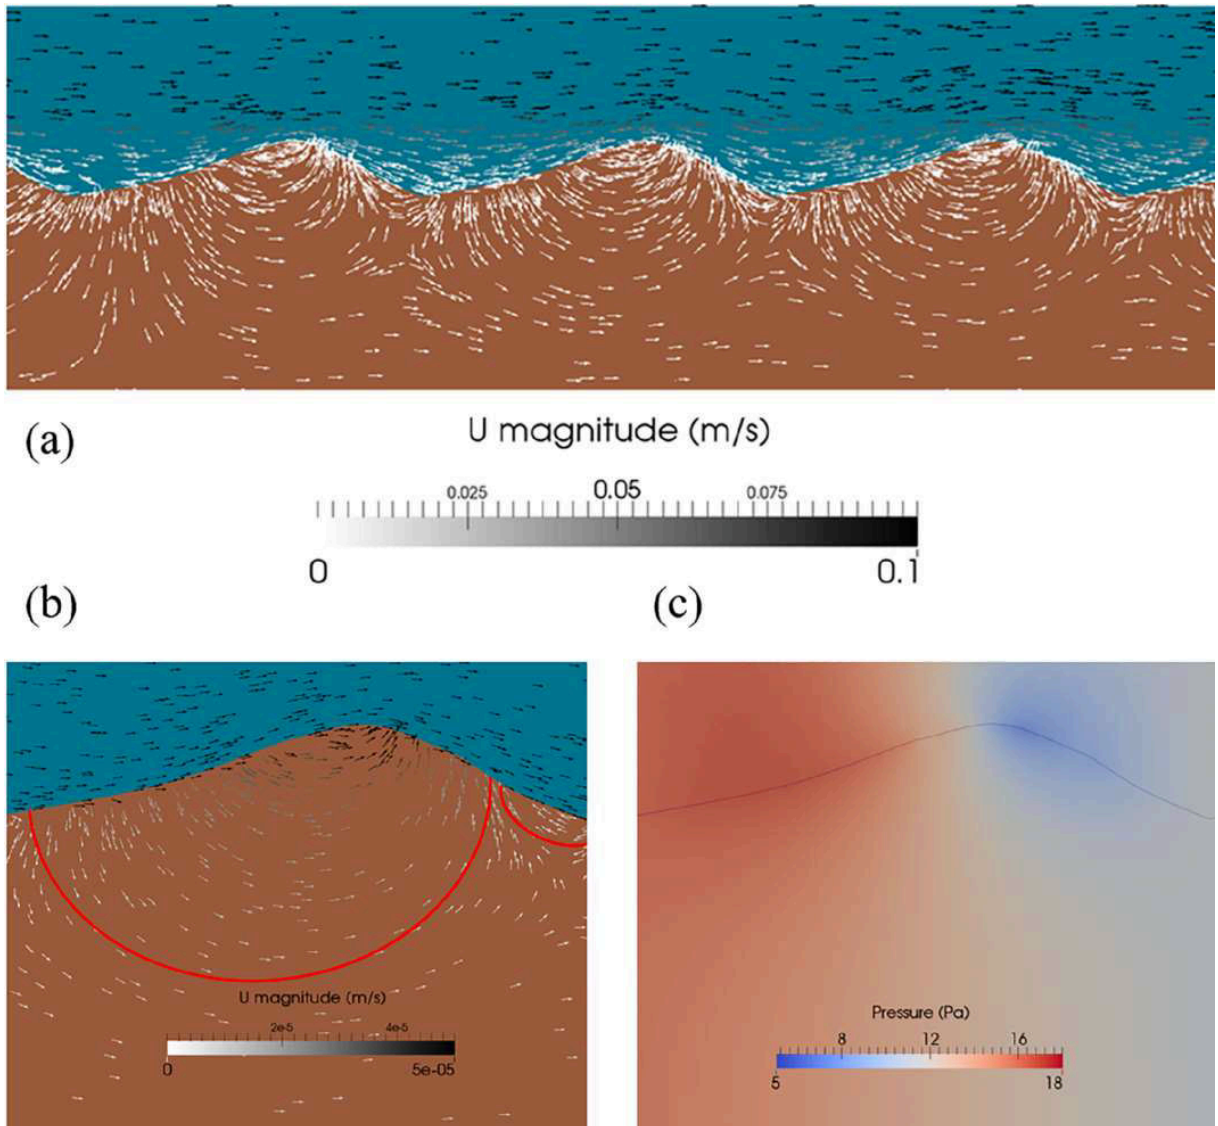 (a)
U magnitude (m/s)
0.025 0.05 0.075
0 0.1
(b) (c)
U magnitude (m/s)
2e-5 4e-5
0 5e-05
Pressure (Pa)
8 12 16
5 18